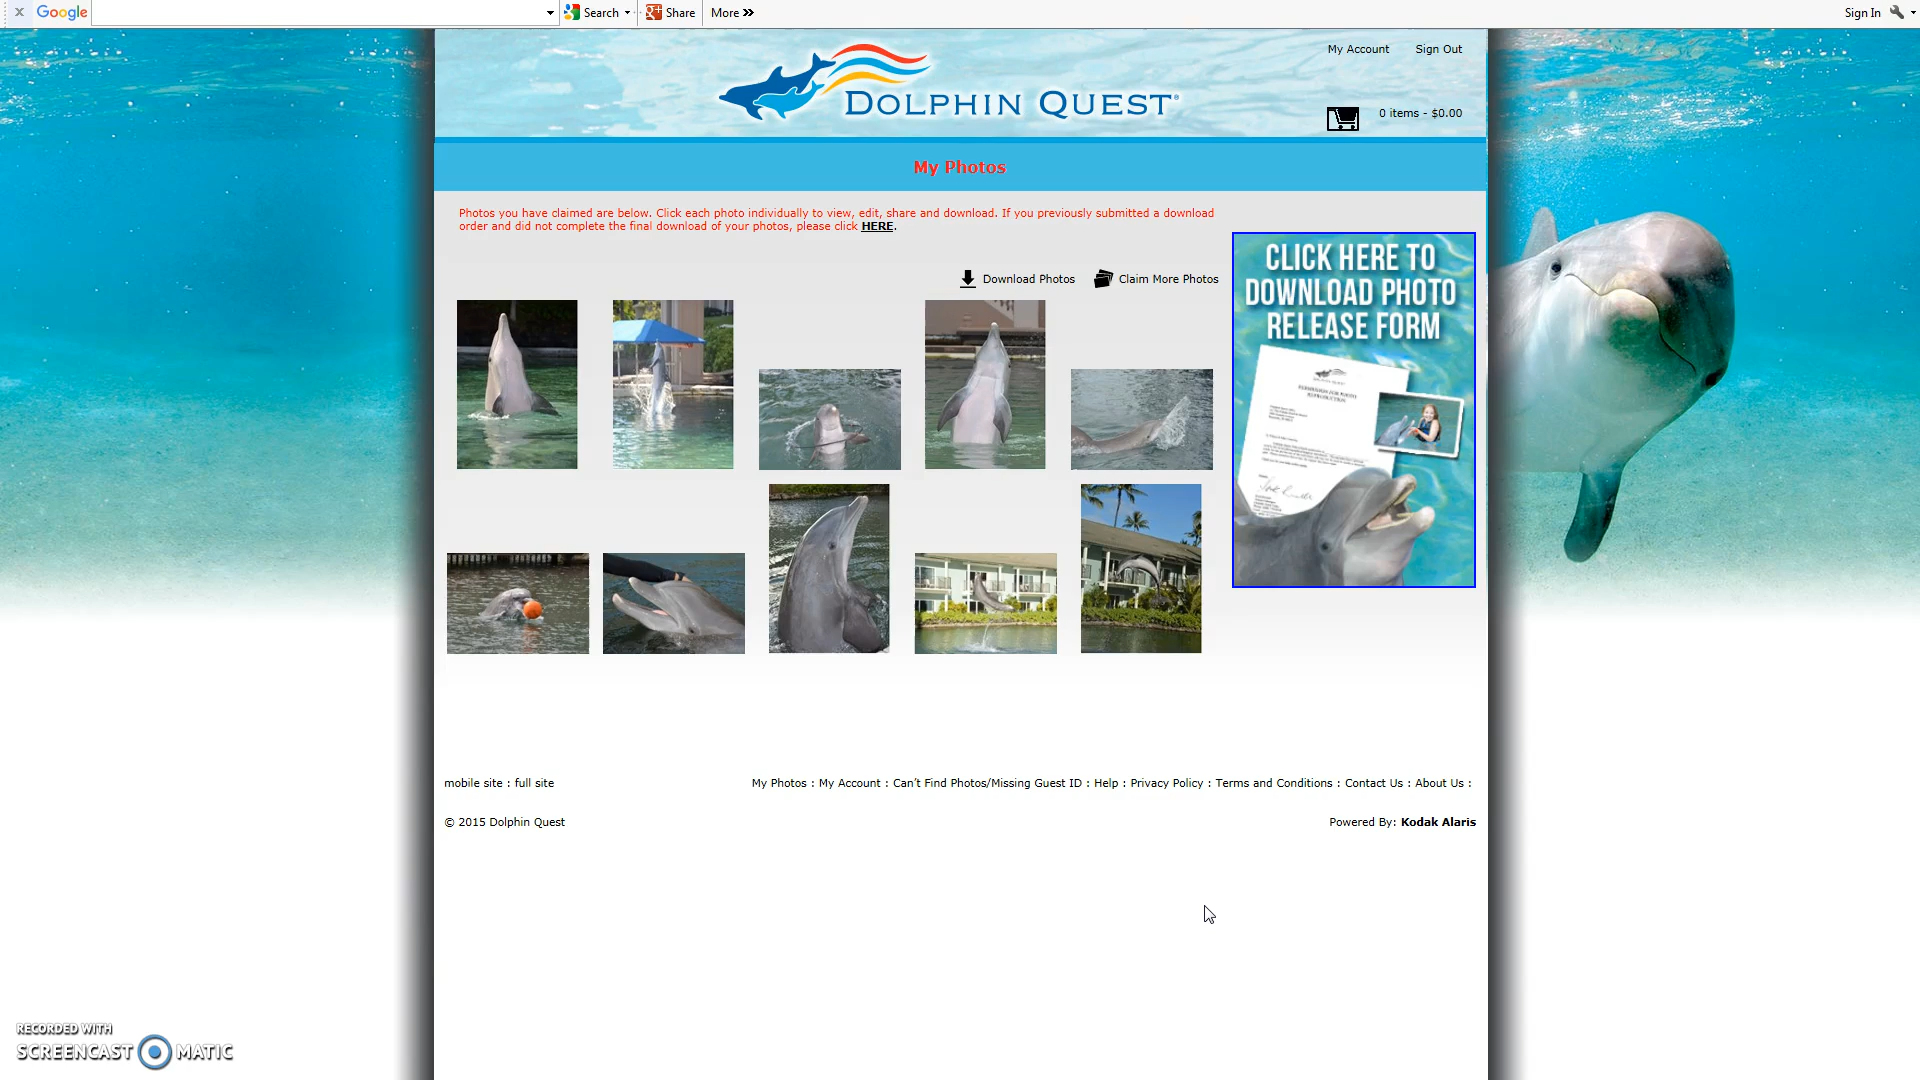 X Google Search Share More Sign In
My Account Sign Out
DOLPHIN QUEST®
0 items - $0.00
My Photos
Photos you have claimed are below. Click each photo individually to view, edit, share and download. If you previously submitted a download
order and did not complete the final download of your photos, please click HERE.
Download Photos Claim More Photos
CLICK HERE TO
DOWNLOAD PHOTO
RELEASE FORM
mobile site : full site
My Photos : My Account : Can't Find Photos/Missing Guest ID : Help : Privacy Policy : Terms and Conditions : Contact Us : About Us :
© 2015 Dolphin Quest
Powered By: Kodak Alaris
RECORDED WITH
SCREENCAST MATIC